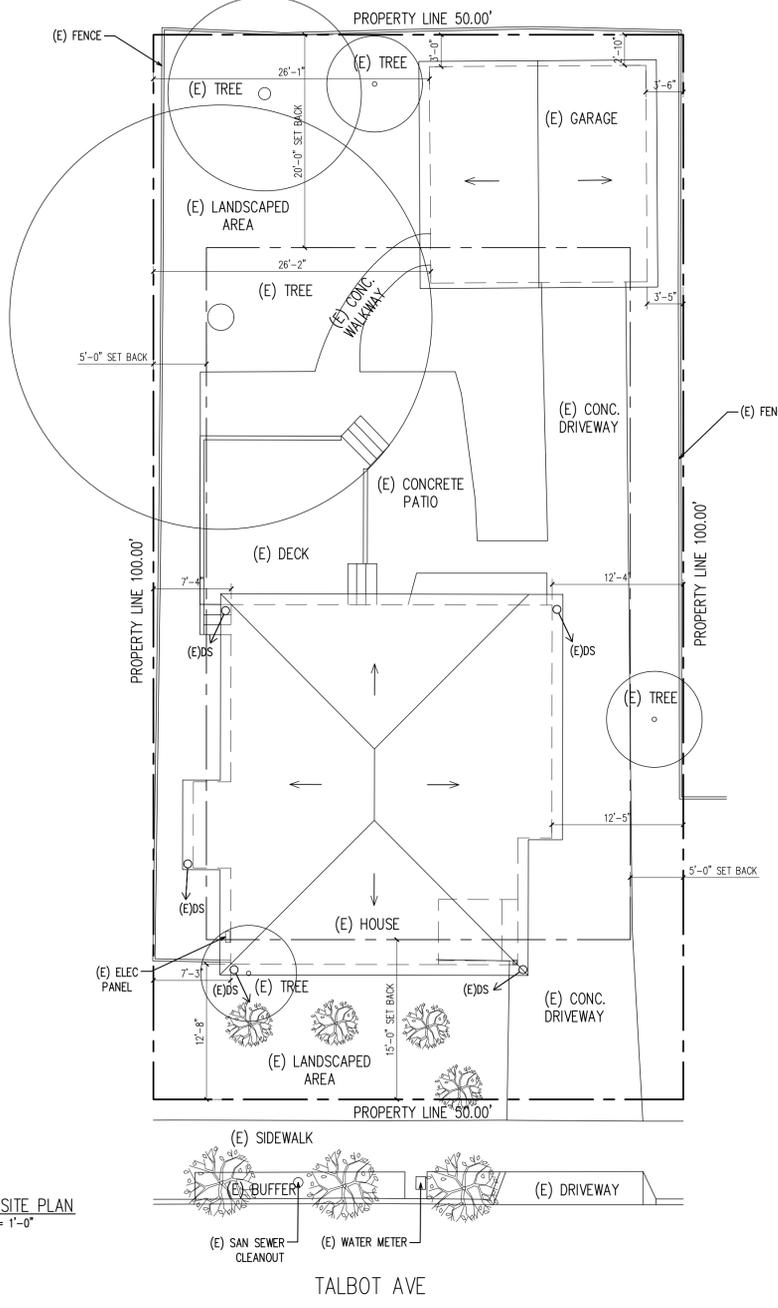 PROPERTY LINE 50.00'
(E) FENCE
3'-0"
2'-10"
(E) TREE
26'-1"
(E) TREE
3'-6"
(E) GARAGE
20'-0" SET BACK
(E) LANDSCAPED
AREA
26'-2"
(E) TREE
(E) CONC.
WALKWAY
3'-5"
5'-0" SET BACK
(E) CONC.
DRIVEWAY
(E) FEN
(E) CONCRETE
PATIO
(E) DECK
PROPERTY LINE 100.00'
PROPERTY LINE 100.00'
7'-4"
12'-4"
(E)DS
(E)DS
(E) TREE
12'-5"
5'-0" SET BACK
(E)DS
(E) HOUSE
(E) ELEC
PANEL
7'-3"
(E)DS
(E) TREE
(E)DS
(E) CONC.
DRIVEWAY
12'-8"
15'-0" SET BACK
(E) LANDSCAPED
AREA
PROPERTY LINE 50.00'
(E) SIDEWALK
(E) BUFFER
(E) DRIVEWAY
SITE PLAN
= 1'-0"
(E) SAN SEWER
CLEANOUT
(E) WATER METER
TALBOT AVE